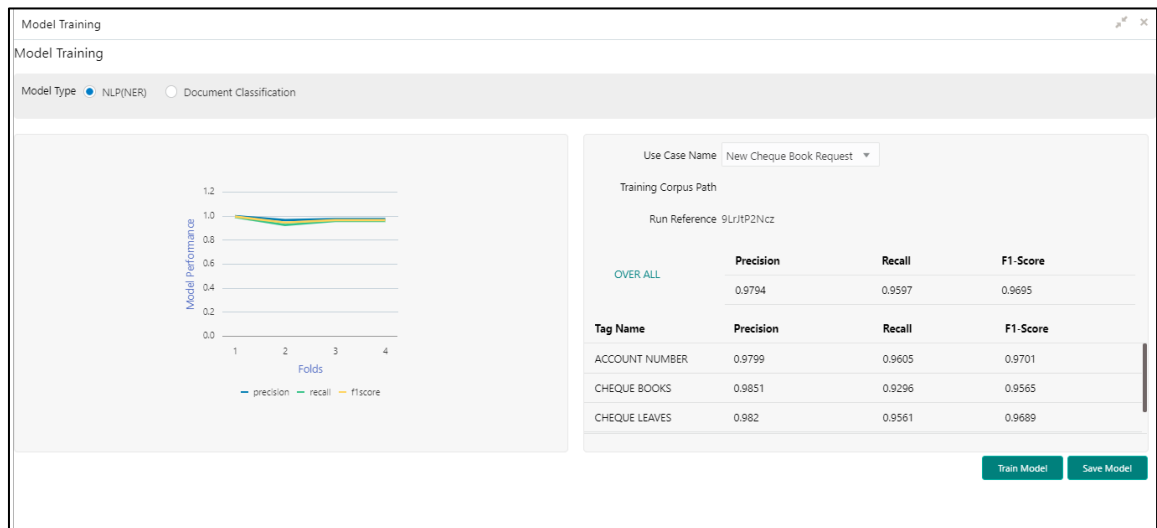 Model Training
Model Training
Model Type NLP(NER) Document Classification
1.2
1.0
0.8
0.6
0.4
0.2
0.0
Model Performance
1 2 3 4
Folds
precision recall f1score
Use Case Name New Cheque Book Request
Training Corpus Path
Run Reference 9LrJtP2Ncz
OVER ALL
Precision Recall F1-Score
0.9794 0.9597 0.9695
Tag Name Precision Recall F1-Score
ACCOUNT NUMBER 0.9799 0.9605 0.9701
CHEQUE BOOKS 0.9851 0.9296 0.9565
CHEQUE LEAVES 0.982 0.9561 0.9689
Train Model Save Model